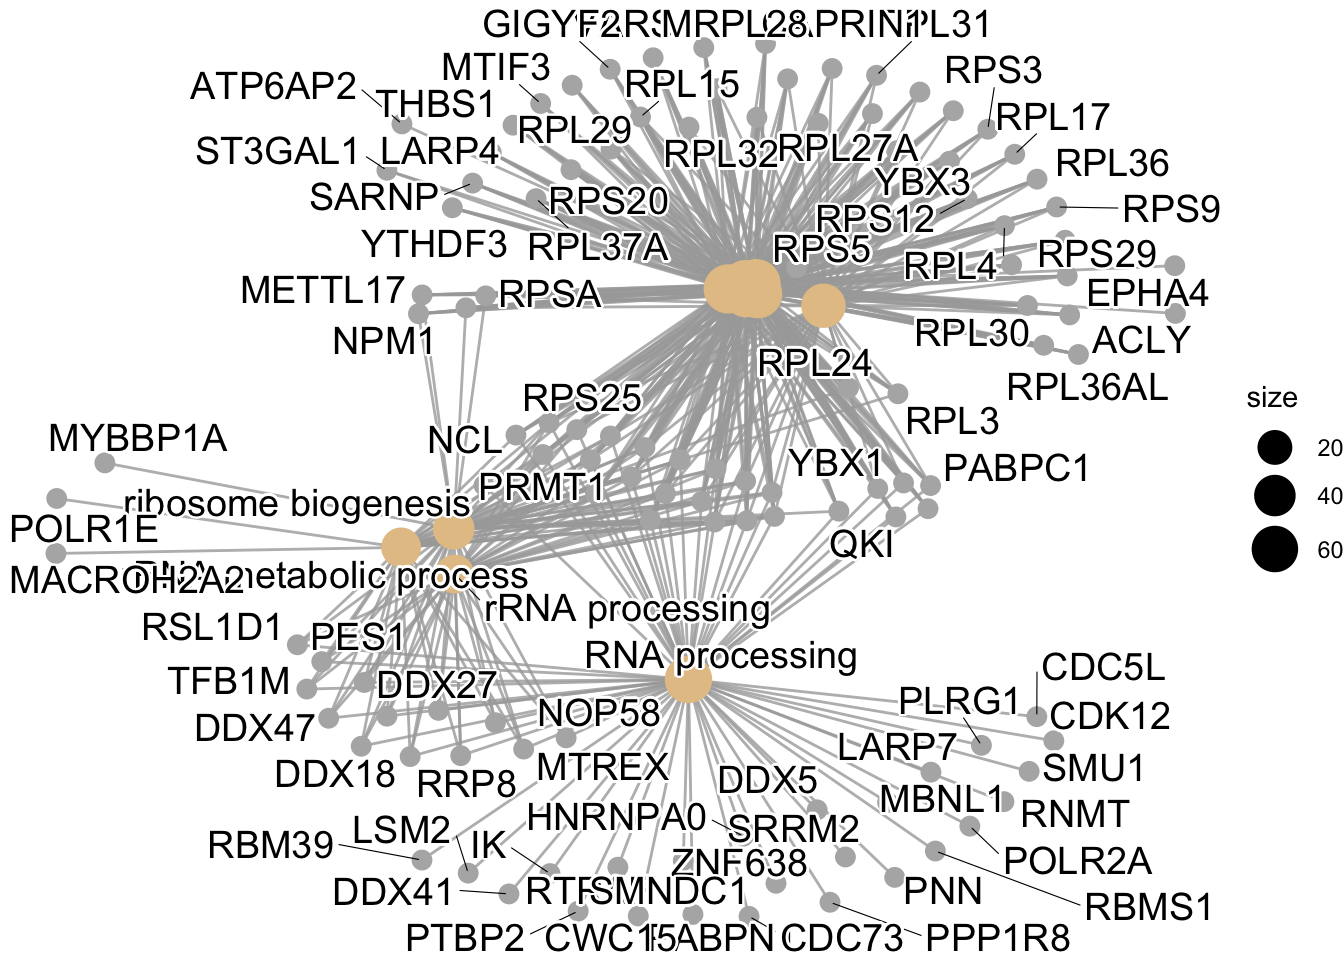 MRPL28
RPL31
GIGYF2
MTIF3
RPL15
RPS3
ATP6AP2
THBS1
RPL17
RPL29
ST3GAL1
LARP4
RPL32
RPL27A
RPL36
YBX3
SARNP
RPS20
RPS12
RPS9
YTHDF3
RPL37A
RPS5
RPL4
RPS29
METTL17
RPSA
EPHA4
NPM1
RPL30
ACLY
RPL24
RPL36AL
RPS25
size
RPL3
MYBBP1A
NCL
20
YBX1
PABPC1
PRMT1
ribosome biogenesis
40
POLR1E
QKI
60
MACROH2A2
metabolic process
rRNA processing
RSL1D1
PES1
RNA processing
CDC5L
TFB1M
DDX27
PLRG1
NOP58
CDK12
DDX47
LARP7
DDX18
RRP8
MTREX
DDX5
SMU1
MBNL1
RNMT
HNRNPA0
SRRM2
RBM39
LSM2
IK
ZNF638
POLR2A
DDX41
SMNDC1
PNN
RBMS1
PTBP2
CWC15
CDC73
PPP1R8